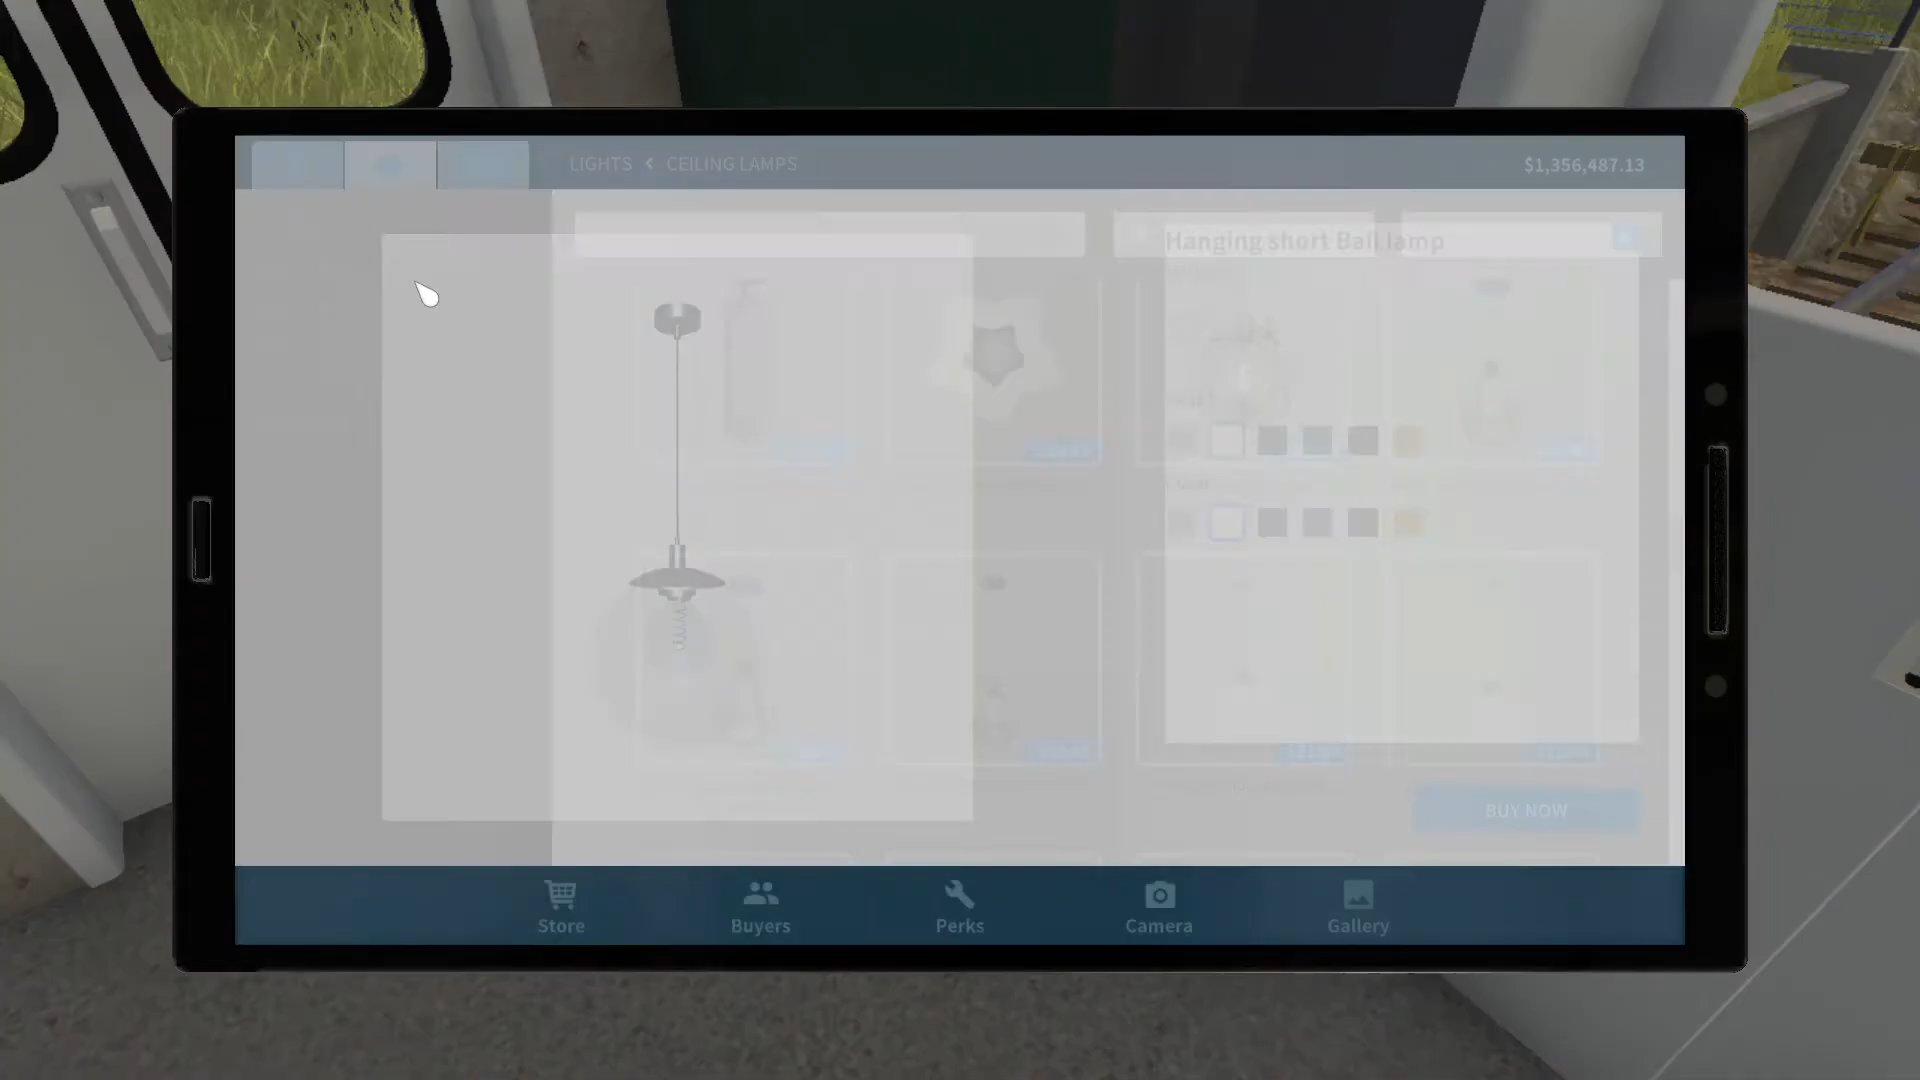 LIGHTS < CEILING LAMPS
$1,356,487.13
Hanging short Ball lamp
BUY NOW
Store
Buyers
Perks
Camera
Gallery